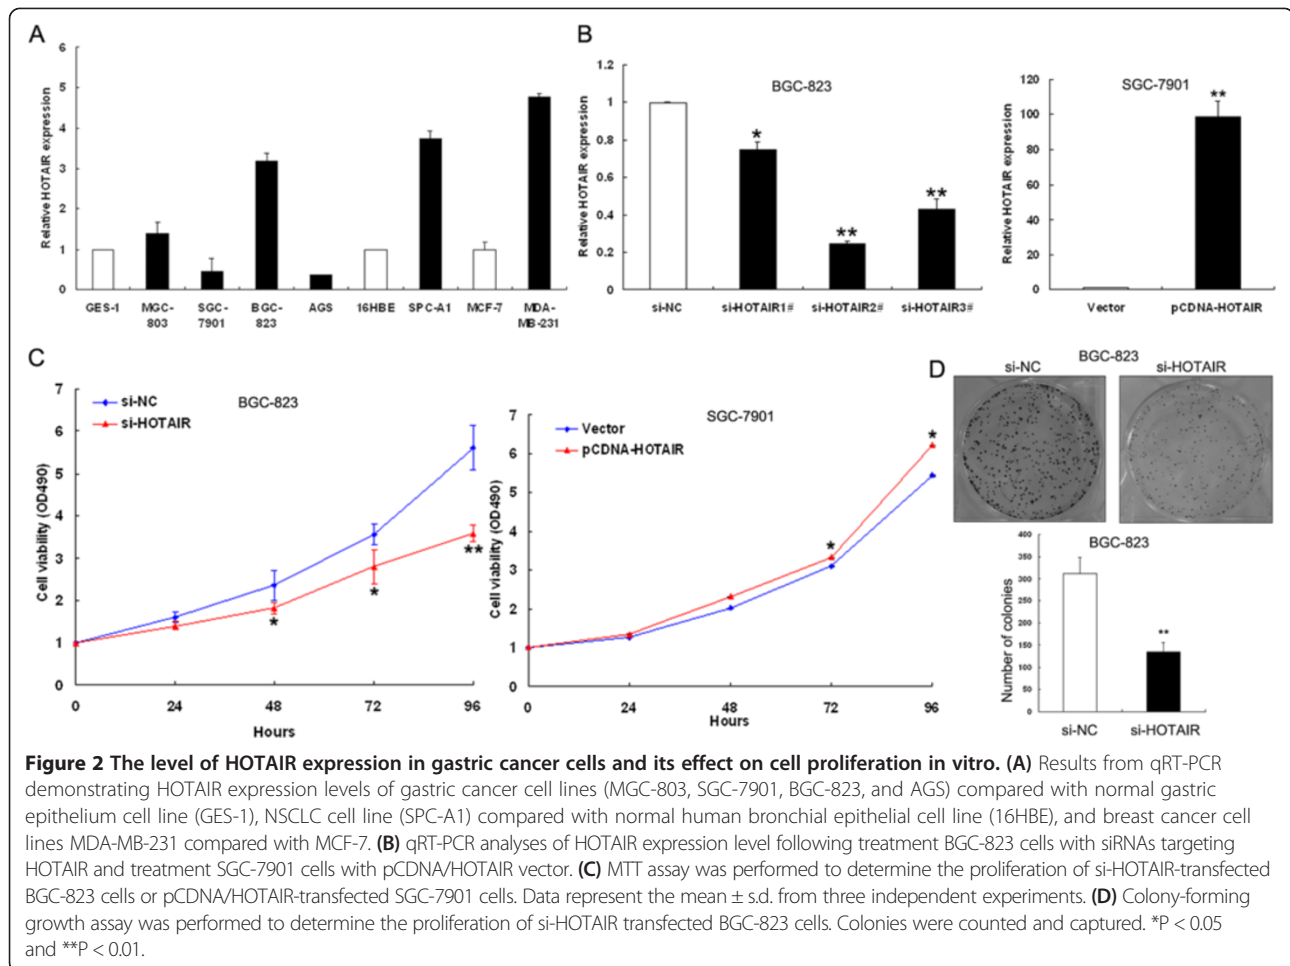 A
B
6
5
4
3
2
1
0
Relative HOTAIR expression
GES-1
MGC-
803
SGC-
7901
BGC-
823
AGS
16HBE
SPC-A1
MCF-7
MDA-
MB-231
1.2
1
0.8
0.6
0.4
0.2
0
Relative HOTAIR expression
BGC-823
*
**
**
si-NC
si-HOTAIR1#
si-HOTAIR2#
si-HOTAIR3#
120
100
80
60
40
20
0
Relative HOTAIR expression
SGC-7901
**
Vector
pCDNA-HOTAIR
C
7
6
5
4
3
2
1
0
Cell viability (OD490)
si-NC
si-HOTAIR
BGC-823
*
*
**
0
24
48
72
96
Hours
7
6
5
4
3
2
1
0
Cell viability (OD490)
Vector
pCDNA-HOTAIR
SGC-7901
*
*
0
24
48
72
96
Hours
D
BGC-823
si-NC
si-HOTAIR
BGC-823
400
350
300
250
200
150
100
50
0
Number of colonies
**
si-NC
si-HOTAIR
Figure 2 The level of HOTAIR expression in gastric cancer cells and its effect on cell proliferation in vitro. (A) Results from qRT-PCR
demonstrating HOTAIR expression levels of gastric cancer cell lines (MGC-803, SGC-7901, BGC-823, and AGS) compared with normal gastric
epithelium cell line (GES-1), NSCLC cell line (SPC-A1) compared with normal human bronchial epithelial cell line (16HBE), and breast cancer cell
lines MDA-MB-231 compared with MCF-7. (B) qRT-PCR analyses of HOTAIR expression level following treatment BGC-823 cells with siRNAs targeting
HOTAIR and treatment SGC-7901 cells with pCDNA/HOTAIR vector. (C) MTT assay was performed to determine the proliferation of si-HOTAIR-transfected
BGC-823 cells or pCDNA/HOTAIR-transfected SGC-7901 cells. Data represent the mean ± s.d. from three independent experiments. (D) Colony-forming
growth assay was performed to determine the proliferation of si-HOTAIR transfected BGC-823 cells. Colonies were counted and captured. *P < 0.05
and **P < 0.01.